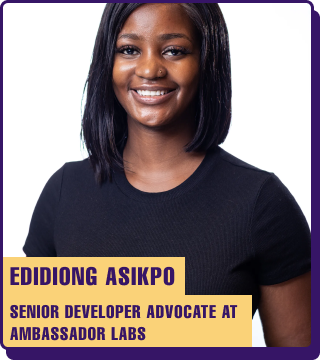 EDIDIONG ASIKPO
SENIOR DEVELOPER ADVOCATE AT
AMBASSADOR LABS